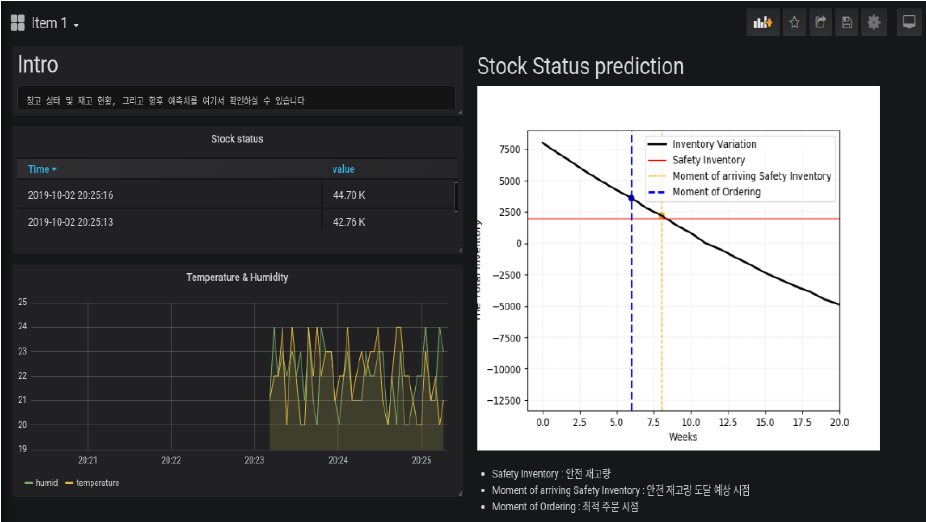 Item 1
Intro
창고 상태 및 재고 현황, 그리고 향후 예측치를 여기서 확인하실 수 있습니다
Stock status
Time value
2019-10-02 20:25:16 44.70 K
2019-10-02 20:25:13 42.76 K
Temperature & Humidity
25
24
23
22
21
20
19
20:21 20:22 20:23 20:24 20:25
humid temperature
Stock Status prediction
Inventory Variation
Safety Inventory
Moment of arriving Safety Inventory
Moment of Ordering
7500
5000
2500
0
−2500
−5000
−7500
−10000
−12500
The Total Inventory
0.0 2.5 5.0 7.5 10.0 12.5 15.0 17.5 20.0
Weeks
Safety Inventory : 안전 재고량
Moment of arriving Safety Inventory : 안전 재고량 도달 예상 시점
Moment of Ordering : 최적 주문 시점